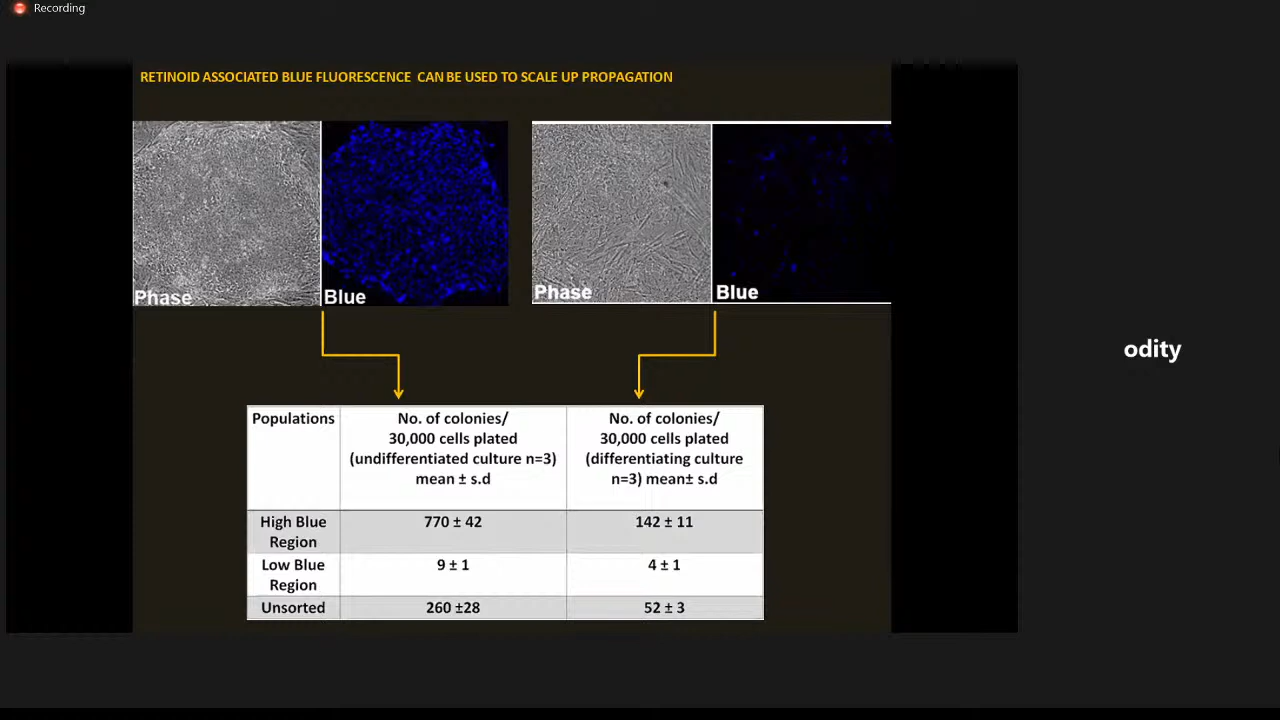 Recording
RETINOID ASSOCIATED BLUE FLUORESCENCE CAN BE USED TO SCALE UP PROPAGATION
Phase
Blue
Phase
Blue
odity
Populations
No. of colonies/
30,000 cells plated
(undifferentiated culture n=3)
mean ± s.d
No. of colonies/
30,000 cells plated
(differentiating culture
n=3) mean± s.d
High Blue
Region
770 ± 42
142 ± 11
Low Blue
Region
9 ± 1
4 ± 1
Unsorted
260 ±28
52 ± 3